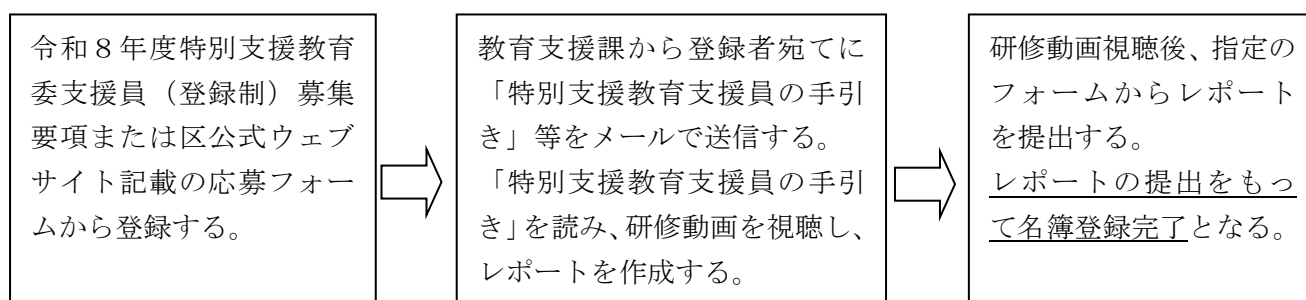 令和８年度特別支援教育
委支援員（登録制）募集
要項または区公式ウェブ
サイト記載の応募フォー
ムから登録する。
教育支援課から登録者宛てに
「特別支援教育支援員の手引
き」等をメールで送信する。
「特別支援教育支援員の手引
き」を読み、研修動画を視聴し、
レポートを作成する。
研修動画視聴後、指定の
フォームからレポート
を提出する。
レポートの提出をもっ
て名簿登録完了となる。